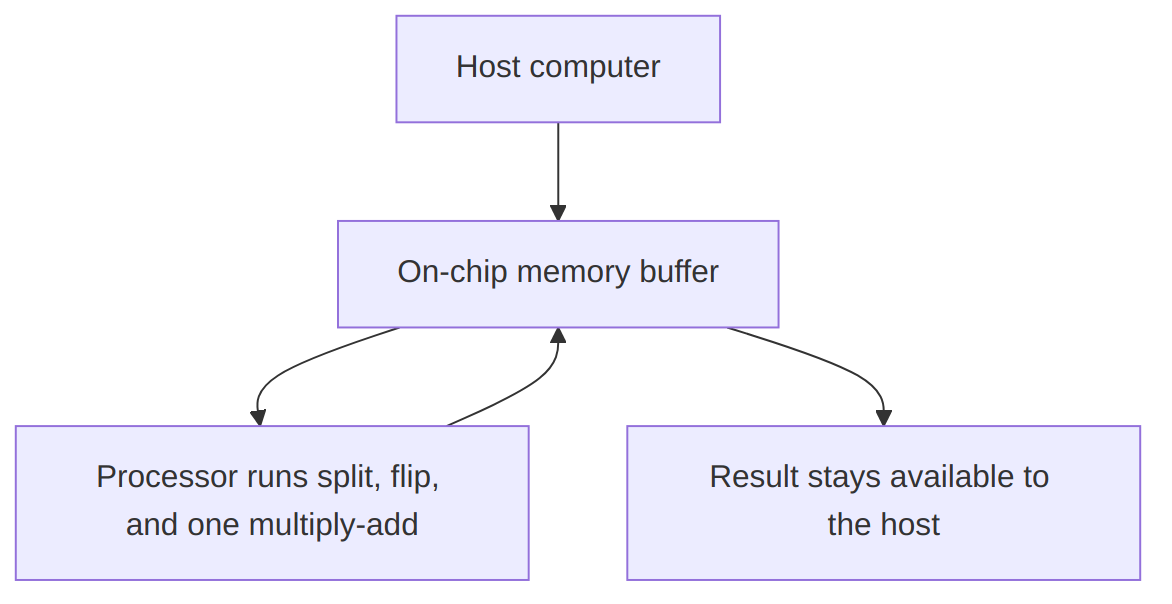 Host computer
On-chip memory buffer
Processor runs split, flip,
and one multiply-add
Result stays available to
the host